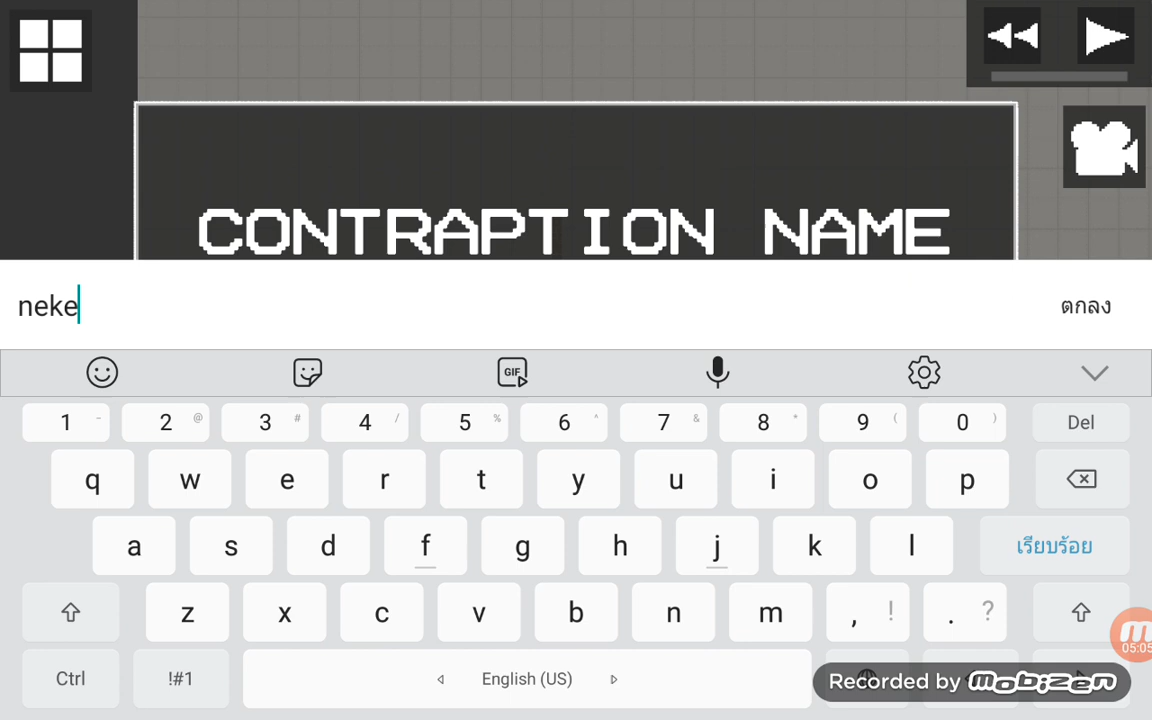 CONTRAPTION NAME
neke ตกลง
GIF
1 - 2 @ 3 # 4 / 5 % 6 ^ 7 & 8 * 9 ( 0 ) Del
q w e r t y u i o p
a s d f g h j k l เรียบร้อย
z x c v b n m , ! . ?
05:05
Ctrl !#1 English (US)
Recorded by mobizen